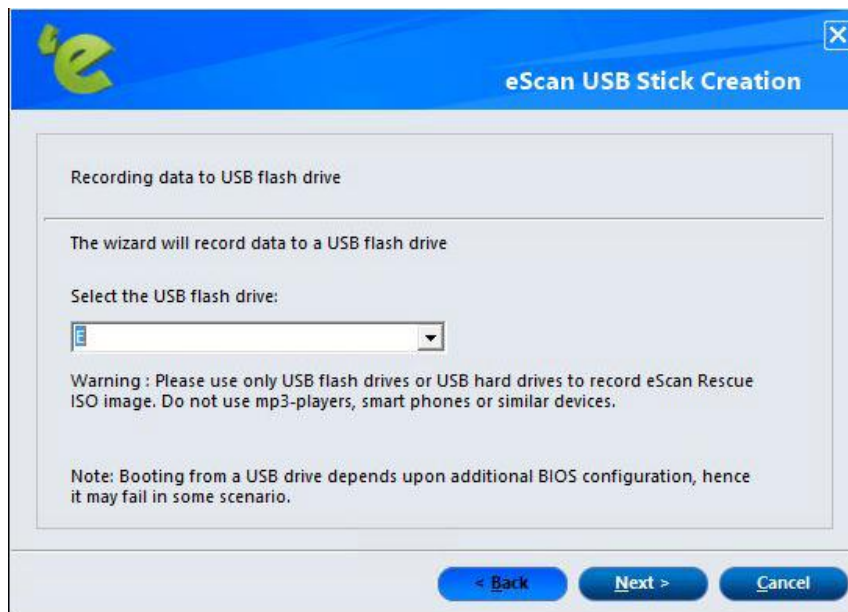 eScan USB Stick Creation
Recording data to USB flash drive
The wizard will record data to a USB flash drive
Select the USB flash drive:
E
Warning : Please use only USB flash drives or USB hard drives to record eScan Rescue
ISO image. Do not use mp3-players, smart phones or similar devices.
Note: Booting from a USB drive depends upon additional BIOS configuration, hence
it may fail in some scenario.
< Back Next > Cancel